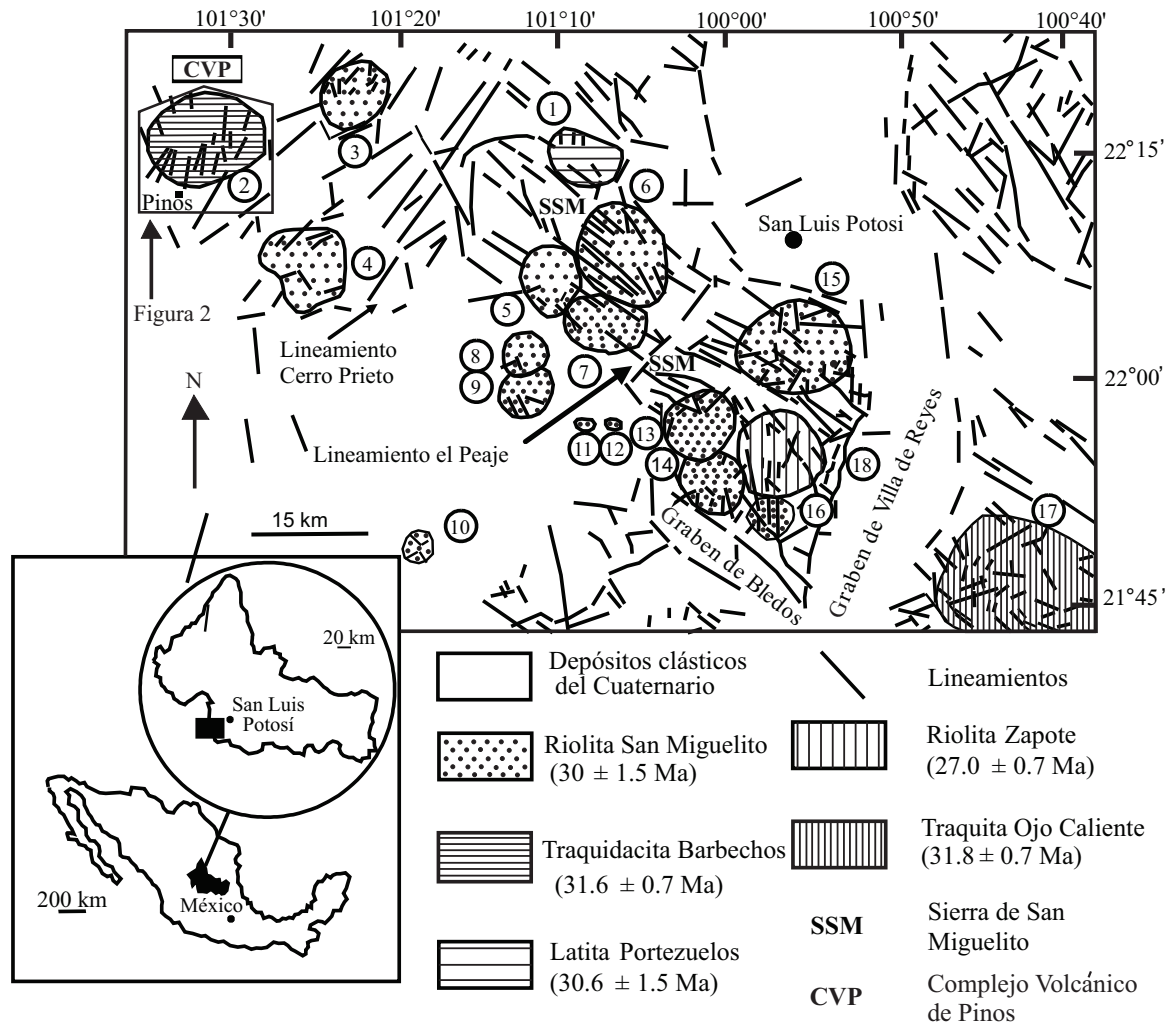 101°30' 101°20' 101°10' 100°00' 100°50' 100°40'
CVP
1
3
22°15'
2
6
Pinos
SSM
San Luis Potosi
4
15
Figura 2
5
Lineamiento
Cerro Prieto
8
7
SSM
22°00'
9
N
13
11
12
Lineamiento el Peaje
14
18
16
17
15 km
10
Graben de Bledos
Graben de Villa de Reyes
21°45'
20 km
San Luis
Potosí
200 km
México
Depósitos clásticos
del Cuaternario
Lineamientos
Riolita San Miguelito
(30 ± 1.5 Ma)
Riolita Zapote
(27.0 ± 0.7 Ma)
Traquidacita Barbechos
(31.6 ± 0.7 Ma)
Traquita Ojo Caliente
(31.8 ± 0.7 Ma)
Latita Portezuelos
(30.6 ± 1.5 Ma)
SSM
Sierra de San
Miguelito
CVP
Complejo Volcánico
de Pinos